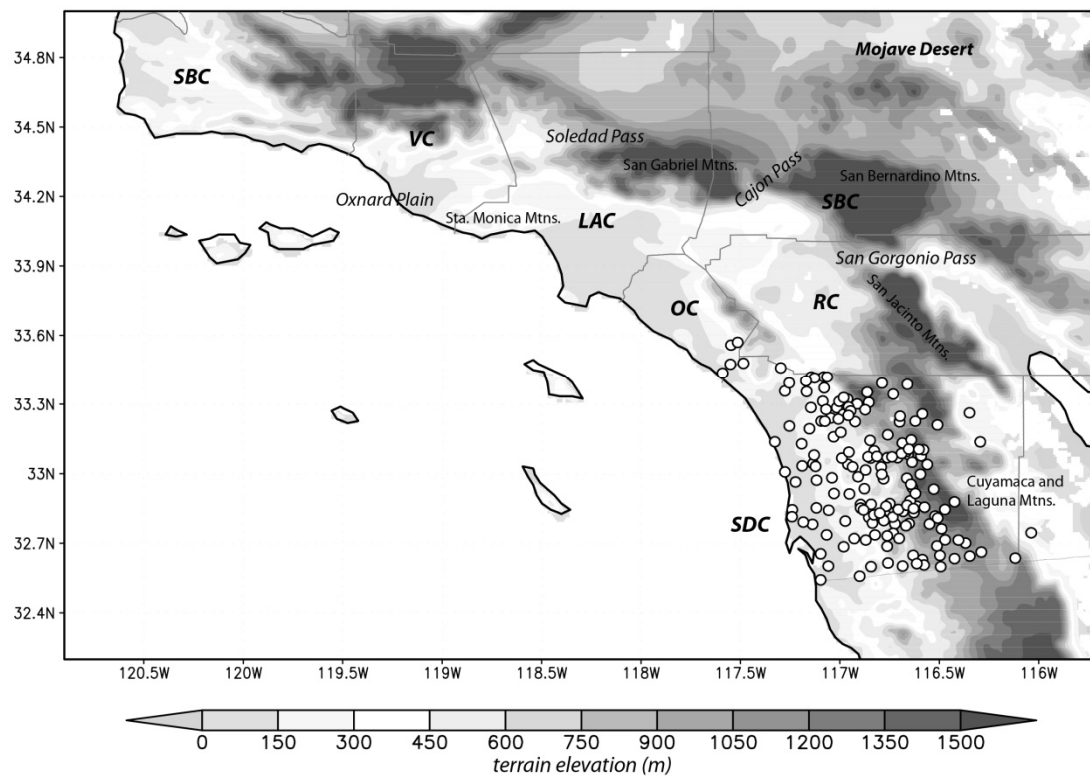 34.8N
34.5N
34.2N
33.9N
33.6N
33.3N
33N
32.7N
32.4N
Mojave Desert
SBC
VC
Soledad Pass
San Gabriel Mtns.
Cajon Pass
San Bernardino Mtns.
SBC
Oxnard Plain
Sta. Monica Mtns.
LAC
San Gorgonio Pass
OC
RC
San Jacinto Mtns.
Cuyamaca and
Laguna Mtns.
SDC
120.5W 120W 119.5W 119W 118.5W 118W 117.5W 117W 116.5W 116W
0 150 300 450 600 750 900 1050 1200 1350 1500
terrain elevation (m)